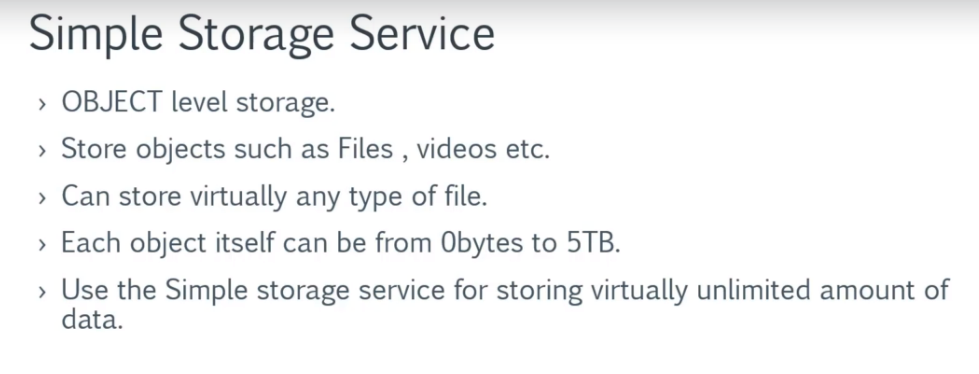 Simple Storage Service
› OBJECT level storage.
› Store objects such as Files , videos etc.
› Can store virtually any type of file.
› Each object itself can be from 0bytes to 5TB.
› Use the Simple storage service for storing virtually unlimited amount of
data.